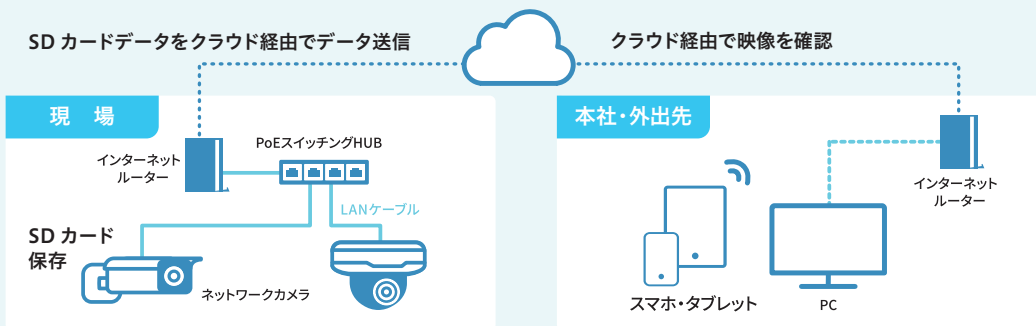 SD カードデータをクラウド経由でデータ送信
クラウド経由で映像を確認
現 場
インターネット
ルーター
PoEスイッチングHUB
LANケーブル
SD カード
保存
ネットワークカメラ
本社・外出先
インターネット
ルーター
スマホ・タブレット
PC